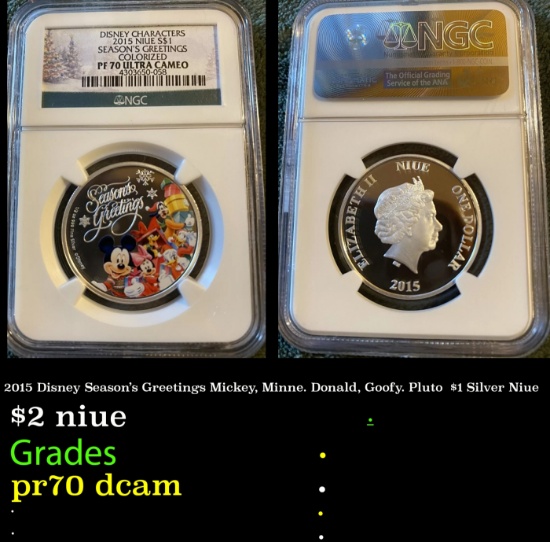 DISNEY CHARACTERS
2015 NIUE S$1
SEASON'S GREETINGS
COLORIZED
PF 70 ULTRA CAMEO
4303650-058
NGC
Season's
Greetings
NGC
The Official Grading
Service of the ANA
ELIZABETH II
NIUE
ONE DOLLAR
2015
2015 Disney Season's Greetings Mickey, Minne. Donald, Goofy. Pluto $1 Silver Niue
$2 niue
Grades
pr70 dcam